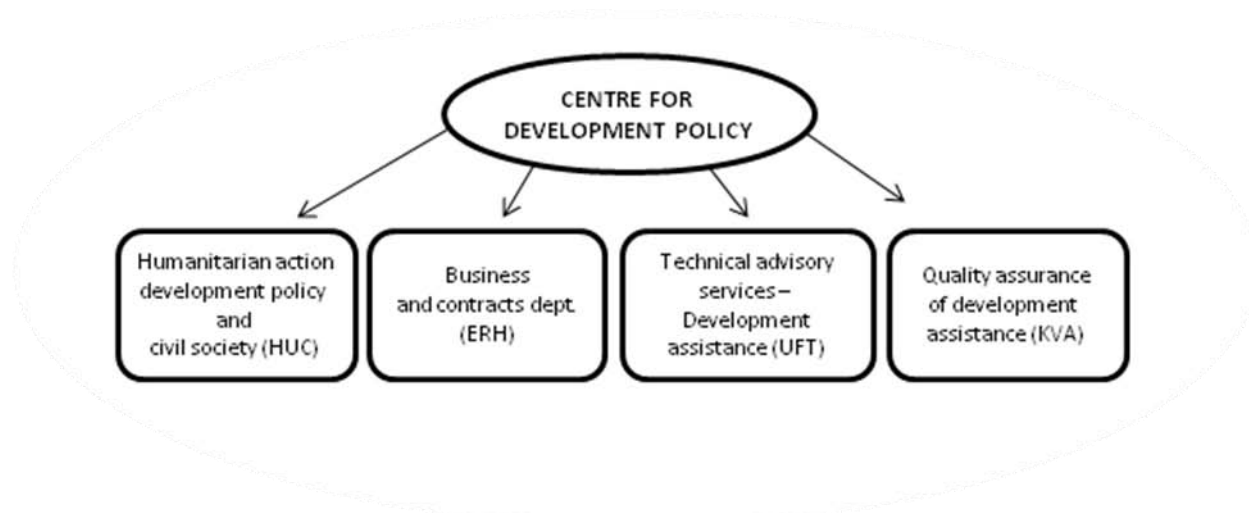 CENTRE FOR
DEVELOPMENT POLICY
Humanitarian action
development policy
and
civil society (HUC)
Business
and contracts dept.
(ERH)
Technical advisory
services –
Development
assistance (UFT)
Quality assurance
of development
assistance (KVA)